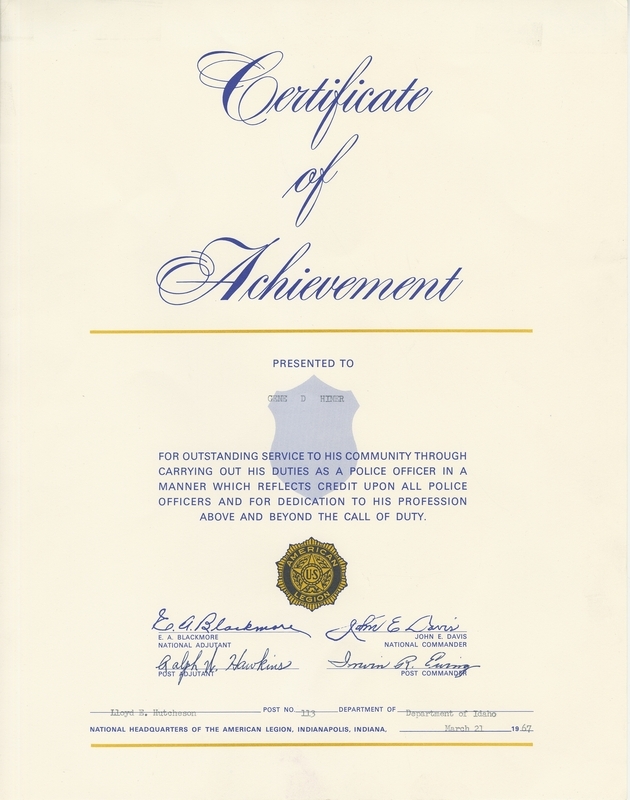 Certificate
of
Achievement
PRESENTED TO
GENE D HINER
FOR OUTSTANDING SERVICE TO HIS COMMUNITY THROUGH
CARRYING OUT HIS DUTIES AS A POLICE OFFICER IN A
MANNER WHICH REFLECTS CREDIT UPON ALL POLICE
OFFICERS AND FOR DEDICATION TO HIS PROFESSION
ABOVE AND BEYOND THE CALL OF DUTY.
AMERICAN
U·S
LEGION
E. A. Blackmore John E Davis
E. A. BLACKMORE JOHN E. DAVIS
NATIONAL ADJUTANT NATIONAL COMMANDER
Ralph W. Hawkins Irwin R. Ewing
POST ADJUTANT POST COMMANDER
Lloyd E. Hutcheson POST NO 113 DEPARTMENT OF Department of Idaho
NATIONAL HEADQUARTERS OF THE AMERICAN LEGION, INDIANAPOLIS, INDIANA, March 21 1967